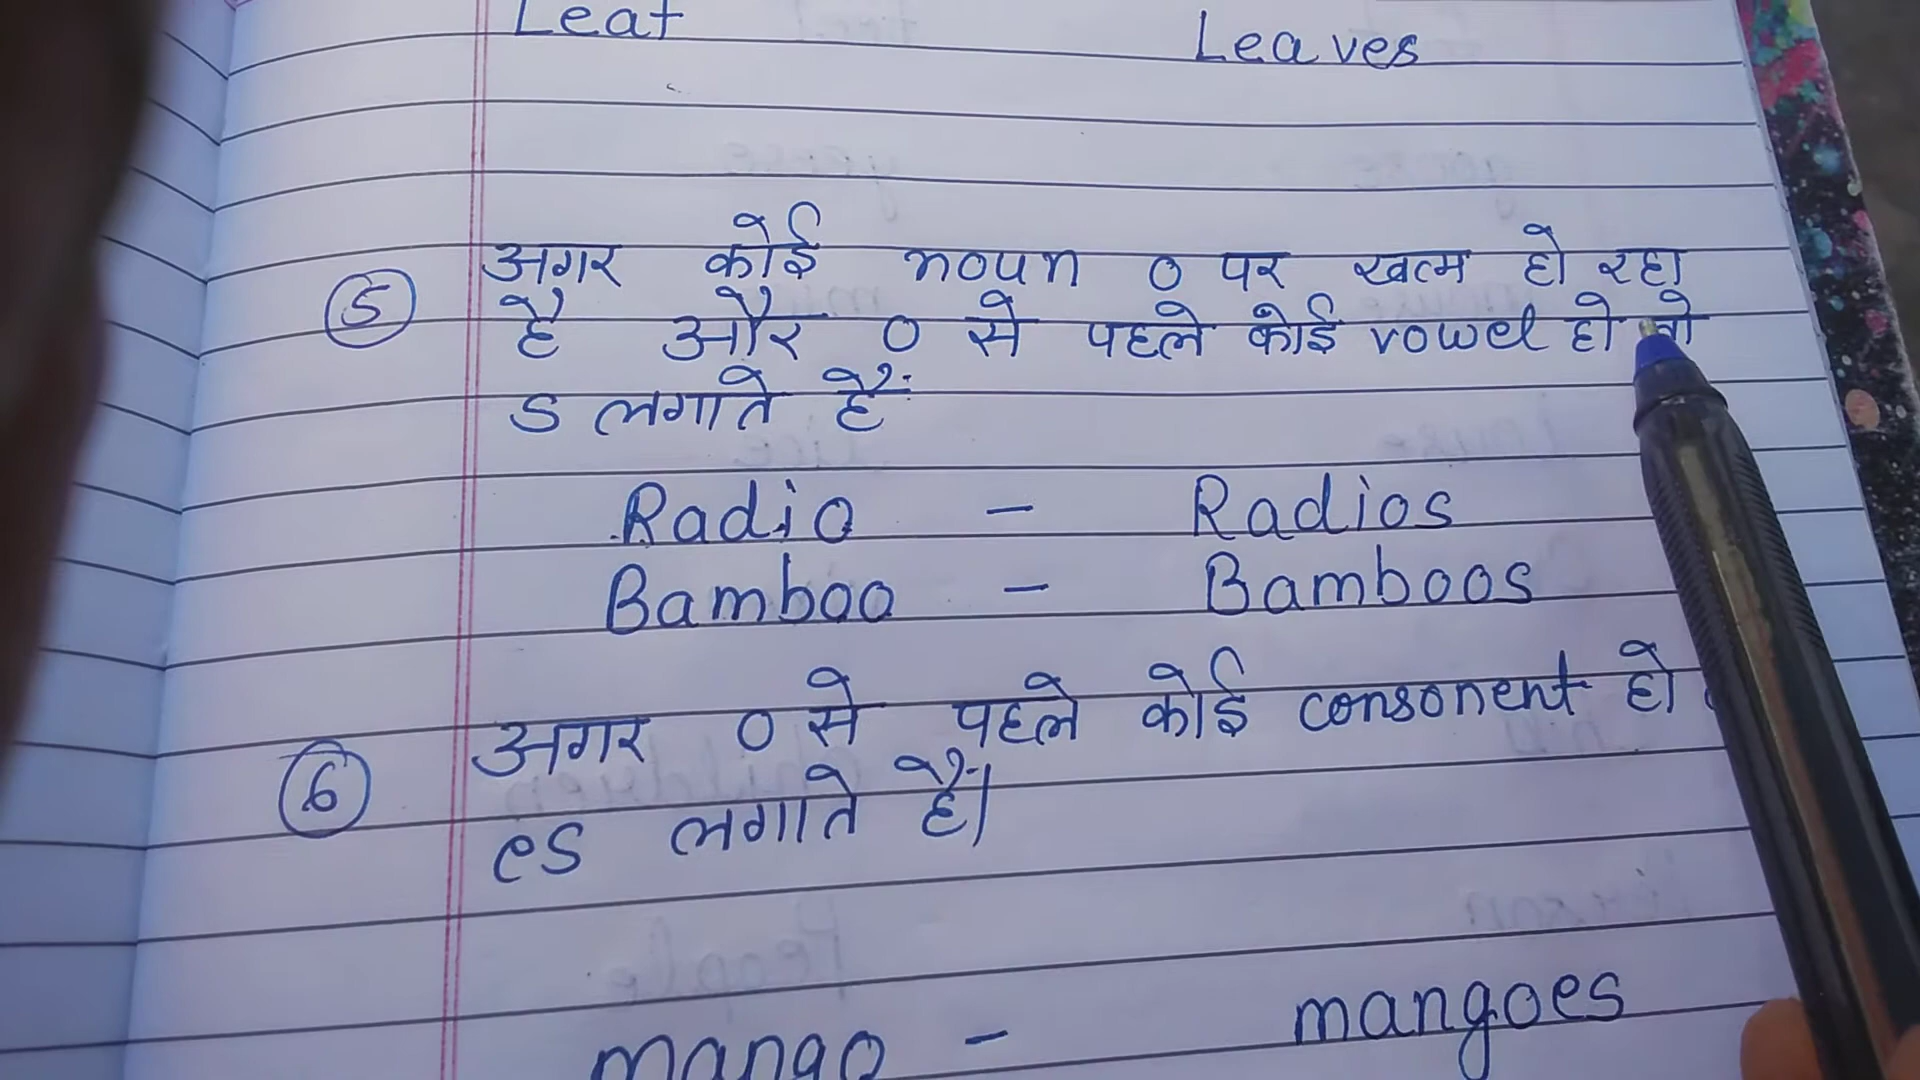 Leaf Leaves
5 अगर कोई noun o पर खत्म हो रहा
है और o से पहले कोई vowel हो तो
s लगाते हैं:
Radio - Radios
Bamboo - Bamboos
6 अगर o से पहले कोई consonent हो
es लगाते हैं।
mango - mangoes